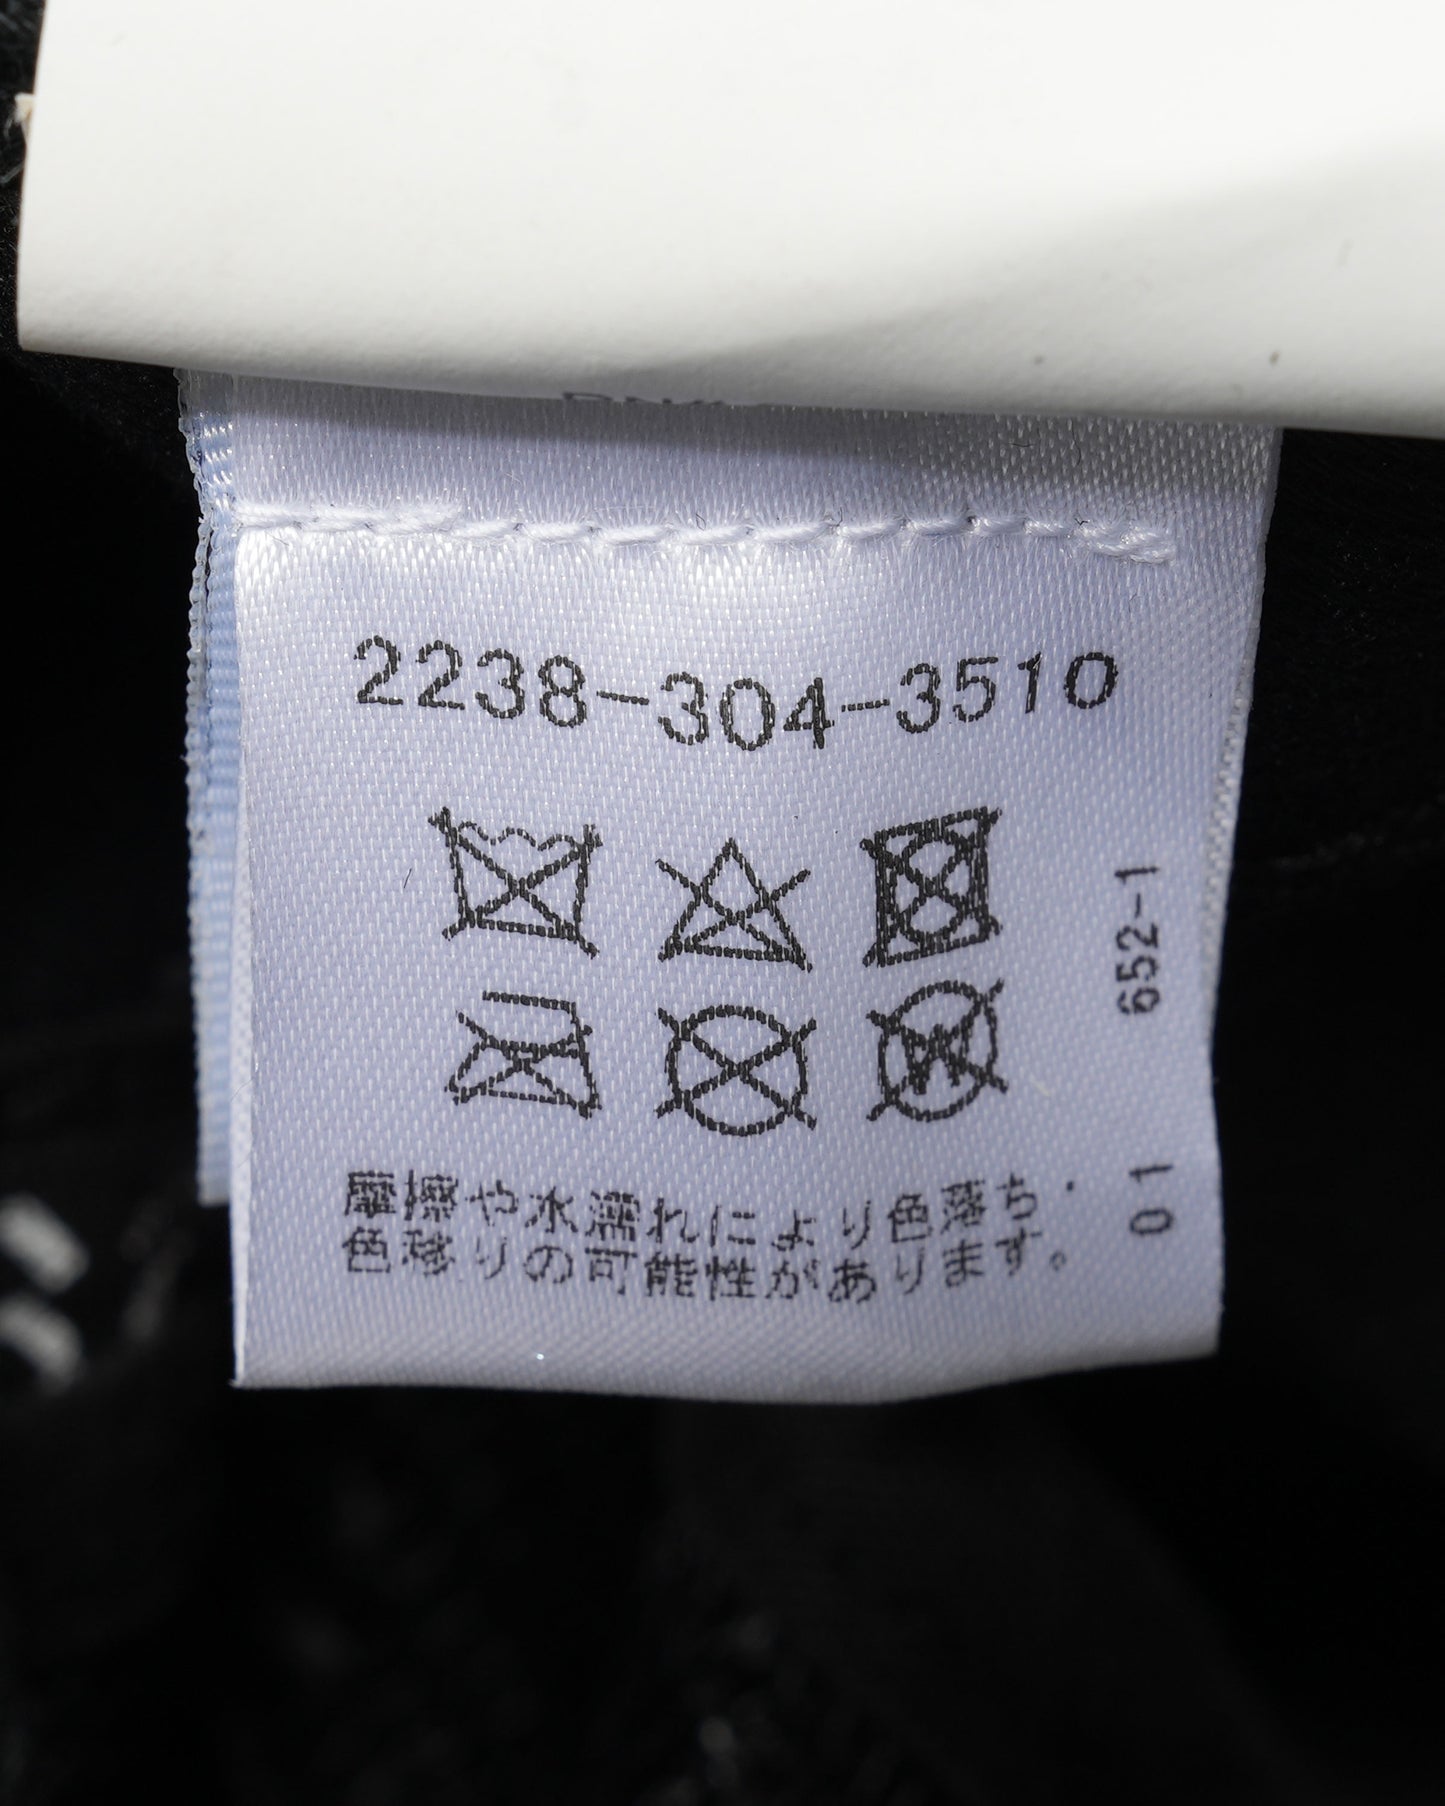 2238-304-3510
652-1
01
摩擦や水濡れにより色落ち・
色移りの可能性があります。